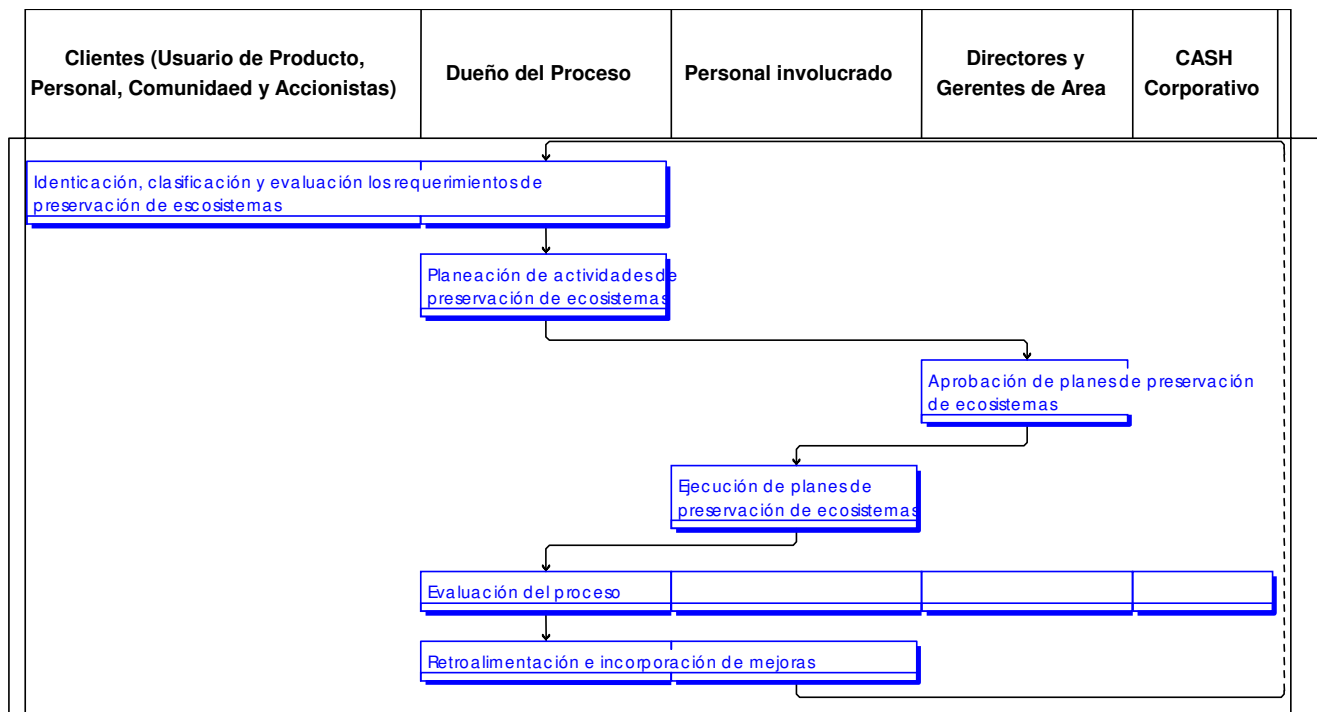 Clientes (Usuario de Producto,
Personal, Comunidaed y Accionistas)
Dueño del Proceso
Personal involucrado
Directores y
Gerentes de Area
CASH
Corporativo
Identicación, clasificación y evaluación los requerimientos de
preservación de escosistemas
Planeación de actividades de
preservación de ecosistemas
Aprobación de planes de preservación
de ecosistemas
Ejecución de planes de
preservación de ecosistemas
Evaluación del proceso
Retroalimentación e incorporación de mejoras